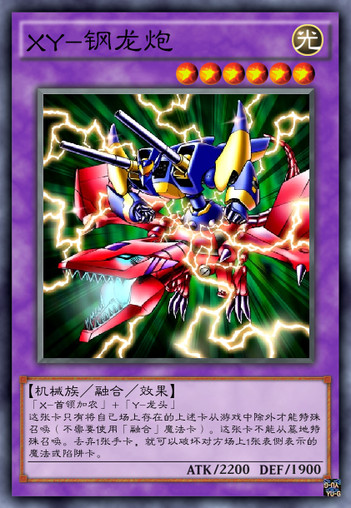 XY-钢龙炮
光
【机械族／融合／效果】
「X-首领加农」＋「Y-龙头」
这张卡只有将自己场上存在的上述卡从游戏中除外才能特殊
召唤（不需要使用「融合」魔法卡）。这张卡不能从墓地特
殊召唤。去弃1张手卡，就可以破坏对方场上1张表侧表示的
魔法或陷阱卡。
ATK/2200 DEF/1900